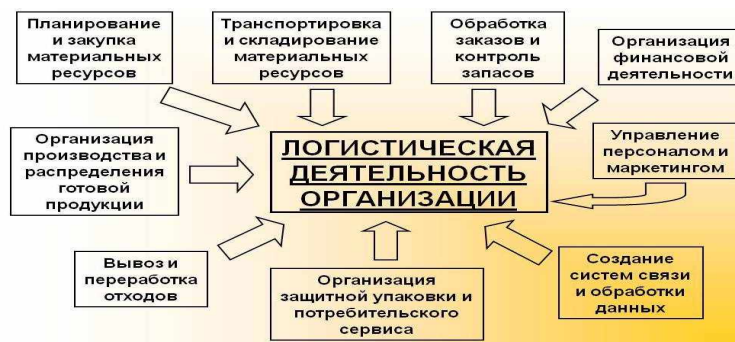 Планирование
и закупка
материальных
ресурсов
Транспортировка
и складирование
материальных
ресурсов
Обработка
заказов и
контроль
запасов
Организация
финансовой
деятельности
Организация
производства и
распределения
готовой
продукции
ЛОГИСТИЧЕСКАЯ
ДЕЯТЕЛЬНОСТЬ
ОРГАНИЗАЦИИ
Управление
персоналом и
маркетингом
Вывоз и
переработка
отходов
Организация
защитной упаковки и
потребительского
сервиса
Создание
систем связи
и обработки
данных